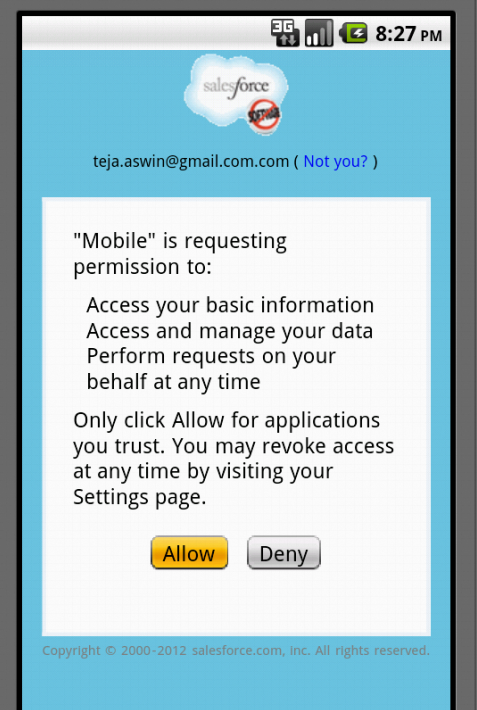 3G 8:27 PM
salesforce
SOFTWARE
teja.aswin@gmail.com.com ( Not you? )
"Mobile" is requesting
permission to:
Access your basic information
Access and manage your data
Perform requests on your
behalf at any time
Only click Allow for applications
you trust. You may revoke access
at any time by visiting your
Settings page.
Allow Deny
Copyright © 2000-2012 salesforce.com, inc. All rights reserved.